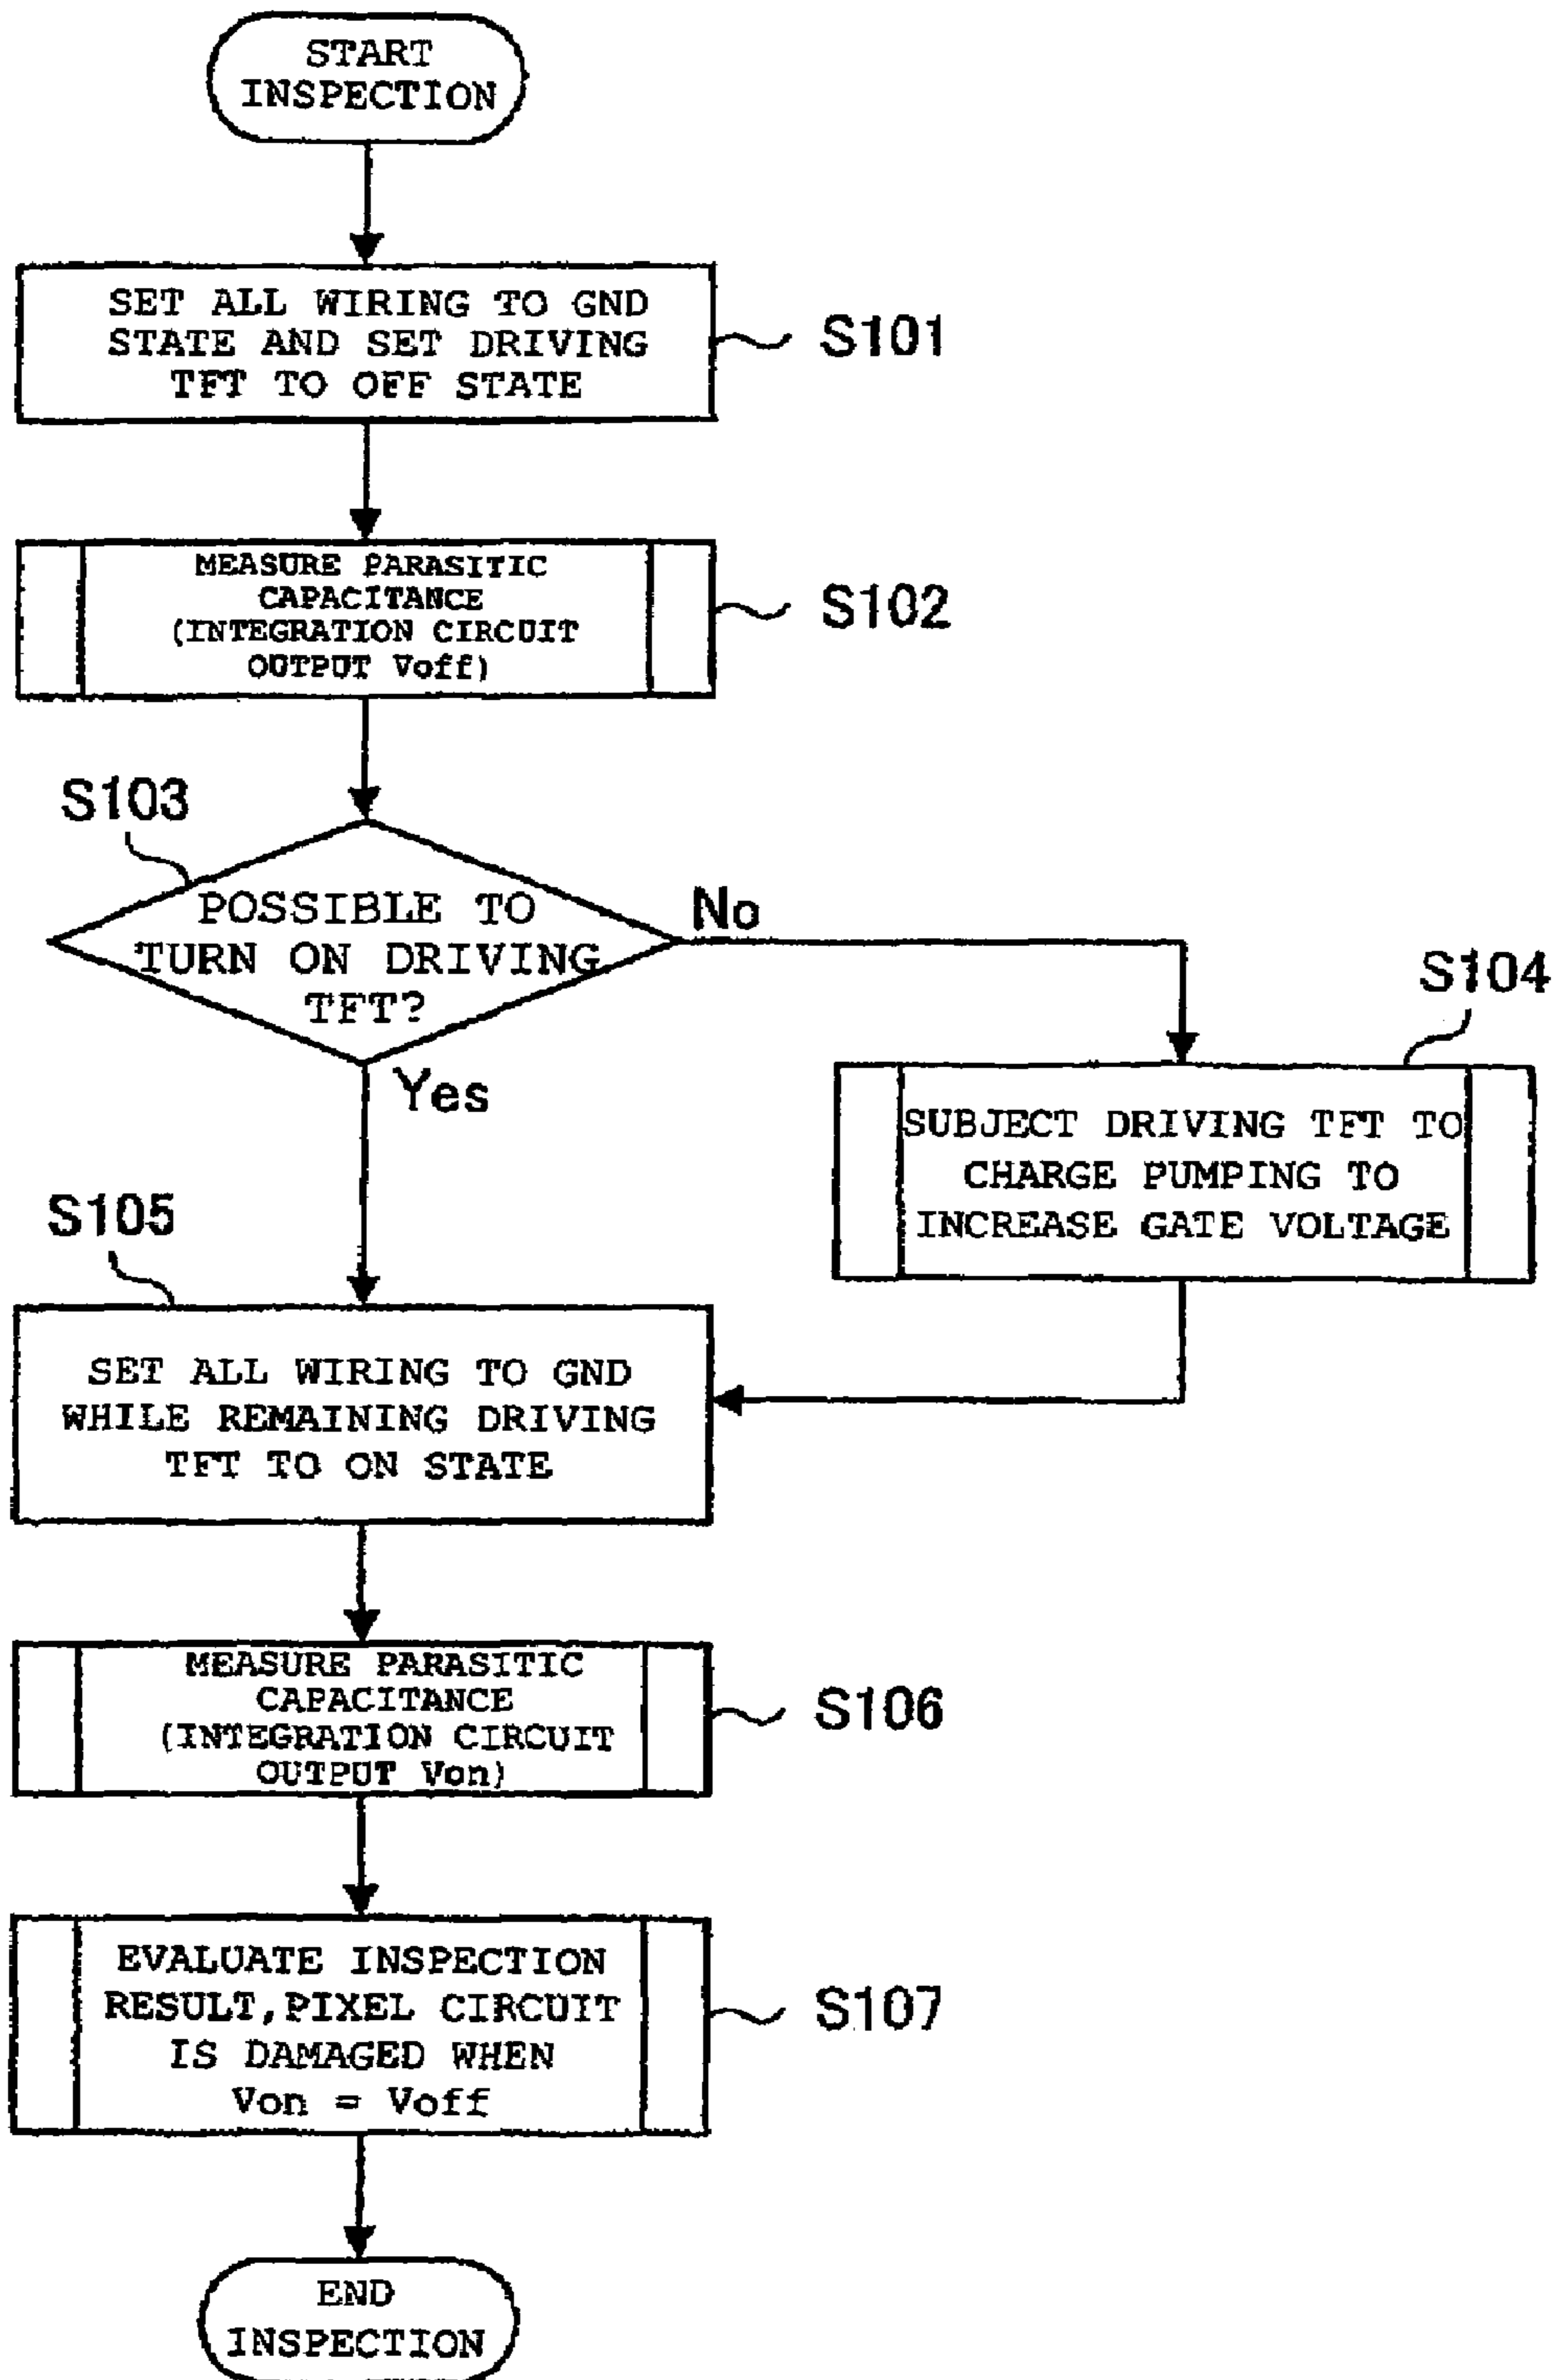 START
INSPECTION
SET ALL WIRING TO GND
STATE AND SET DRIVING
TFT TO OFF STATE
S101
MEASURE PARASITIC
CAPACITANCE
(INTEGRATION CIRCUIT
OUTPUT Voff)
S102
S103
POSSIBLE TO
TURN ON DRIVING
TFT?
No
Yes
S104
SUBJECT DRIVING TFT TO
CHARGE PUMPING TO
INCREASE GATE VOLTAGE
S105
SET ALL WIRING TO GND
WHILE REMAINING DRIVING
TFT TO ON STATE
MEASURE PARASITIC
CAPACITANCE
(INTEGRATION CIRCUIT
OUTPUT Von)
S106
EVALUATE INSPECTION
RESULT,PIXEL CIRCUIT
IS DAMAGED WHEN
Von = Voff
S107
END
INSPECTION